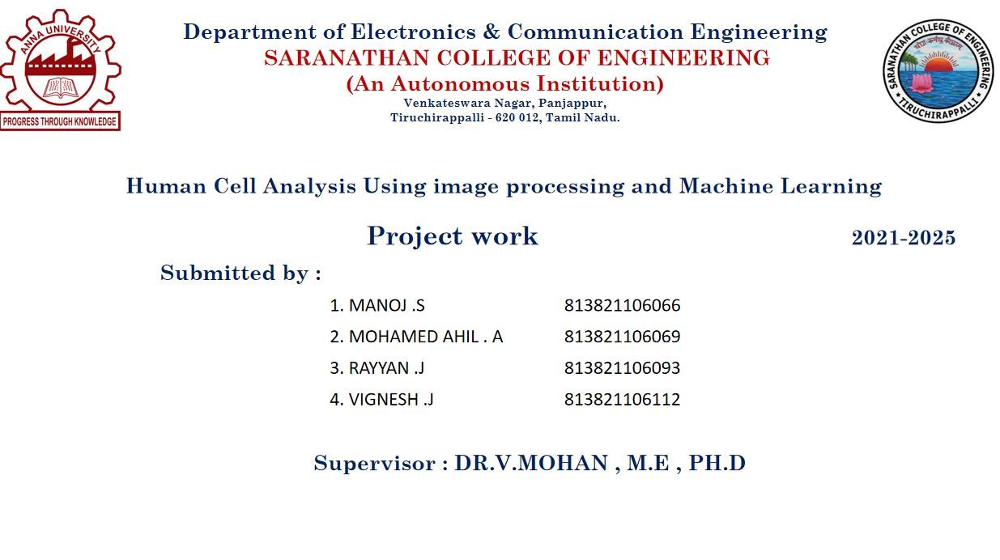 ANNA UNIVERSITY
PROGRESS THROUGH KNOWLEDGE
Department of Electronics & Communication Engineering
SARANATHAN COLLEGE OF ENGINEERING
(An Autonomous Institution)
Venkateswara Nagar, Panjappur,
Tiruchirappalli - 620 012, Tamil Nadu.
SARANATHAN COLLEGE OF ENGINEERING
TIRUCHIRAPPALLI
Human Cell Analysis Using image processing and Machine Learning
Project work 2021-2025
Submitted by :
1. MANOJ .S 813821106066
2. MOHAMED AHIL . A 813821106069
3. RAYYAN .J 813821106093
4. VIGNESH .J 813821106112
Supervisor : DR.V.MOHAN , M.E , PH.D